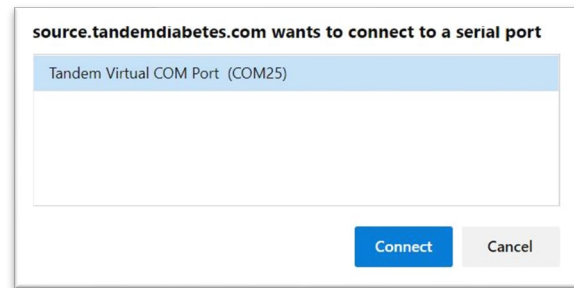 source.tandemdiabetes.com wants to connect to a serial port
Tandem Virtual COM Port (COM25)
Connect Cancel